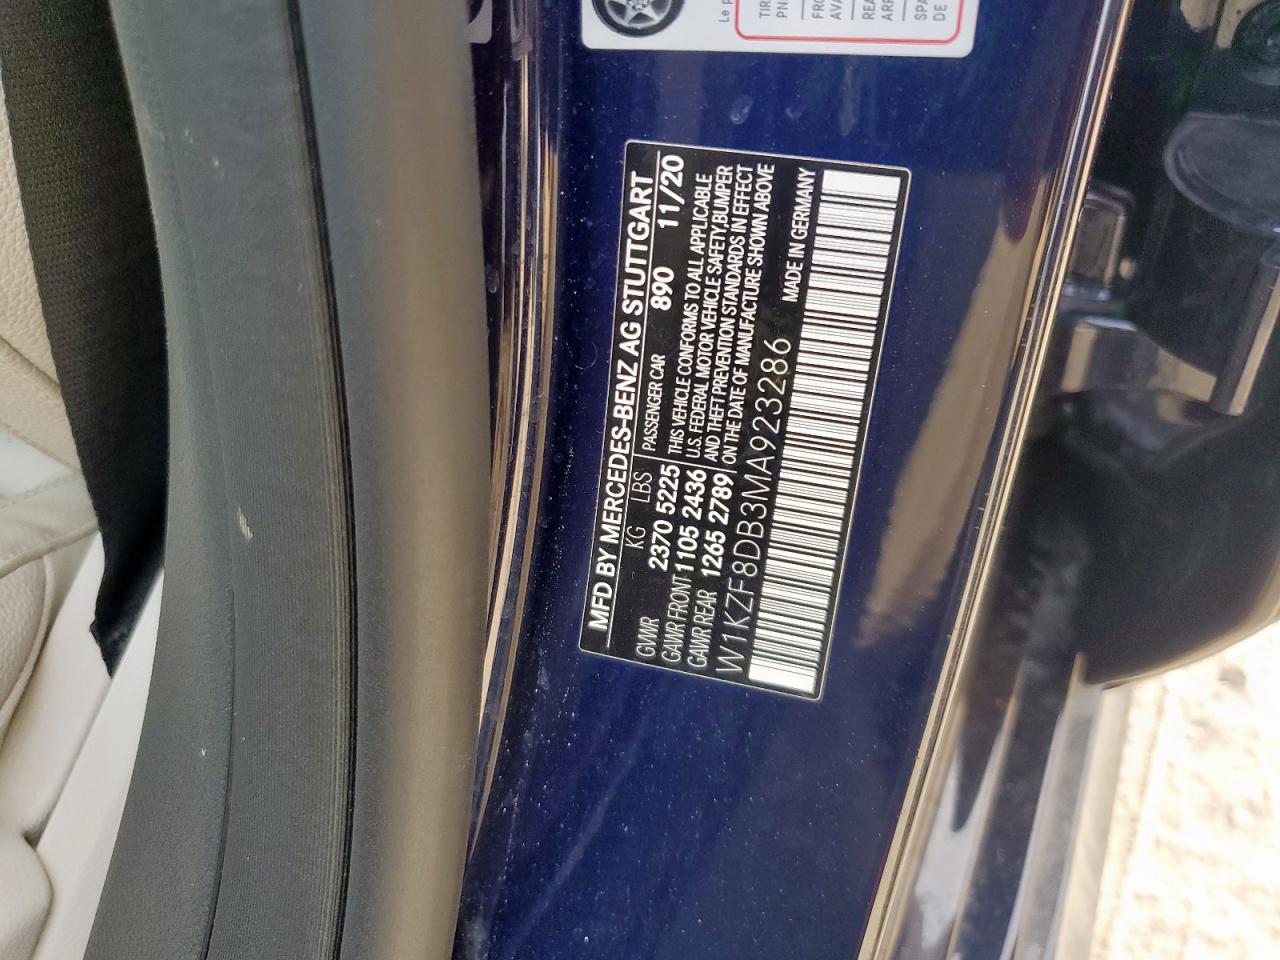 MFD BY MERCEDES-BENZ AG STUTTGART
KG LBS PASSENGER CAR 890 11/20
GVWR 2370 5225
GAWR FRONT 1105 2436
GAWR REAR 1265 2789
THIS VEHICLE CONFORMS TO ALL APPLICABLE
U.S. FEDERAL MOTOR VEHICLE SAFETY, BUMPER
AND THEFT PREVENTION STANDARDS IN EFFECT
ON THE DATE OF MANUFACTURE SHOWN ABOVE
W1KZF8DB3MA923286 MADE IN GERMANY